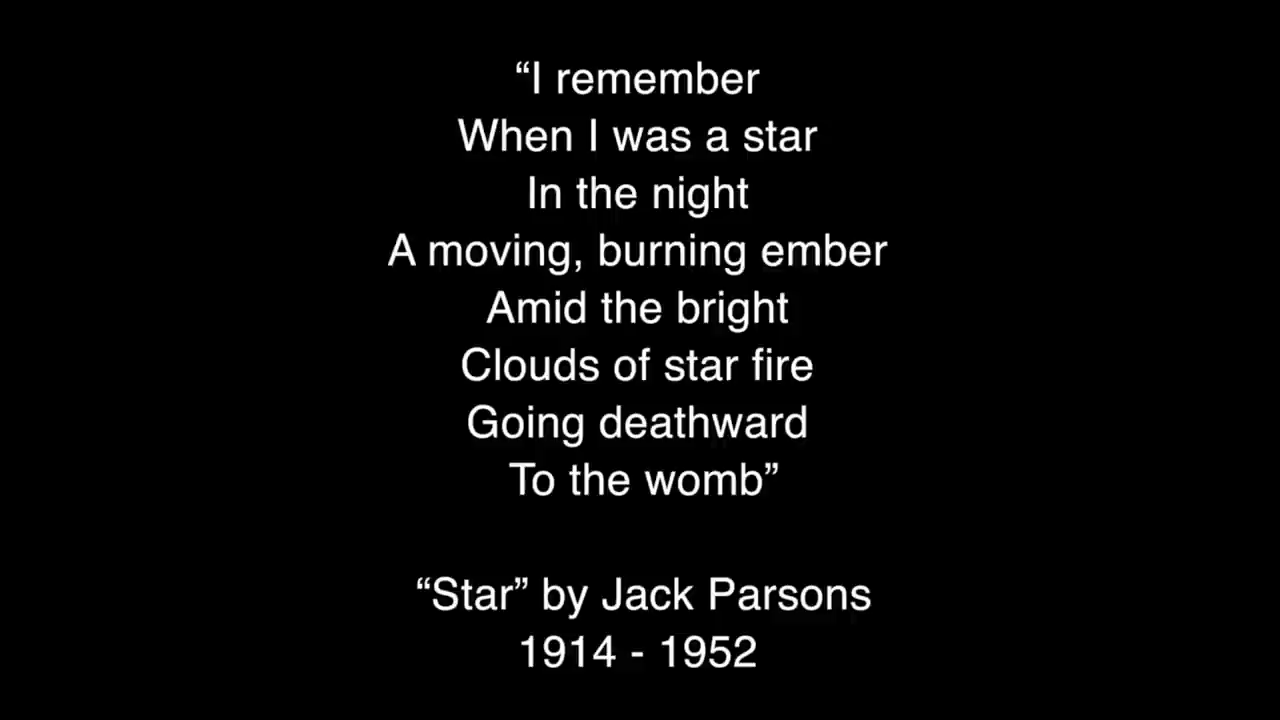 “I remember
When I was a star
In the night
A moving, burning ember
Amid the bright
Clouds of star fire
Going deathward
To the womb”
“Star” by Jack Parsons
1914 - 1952